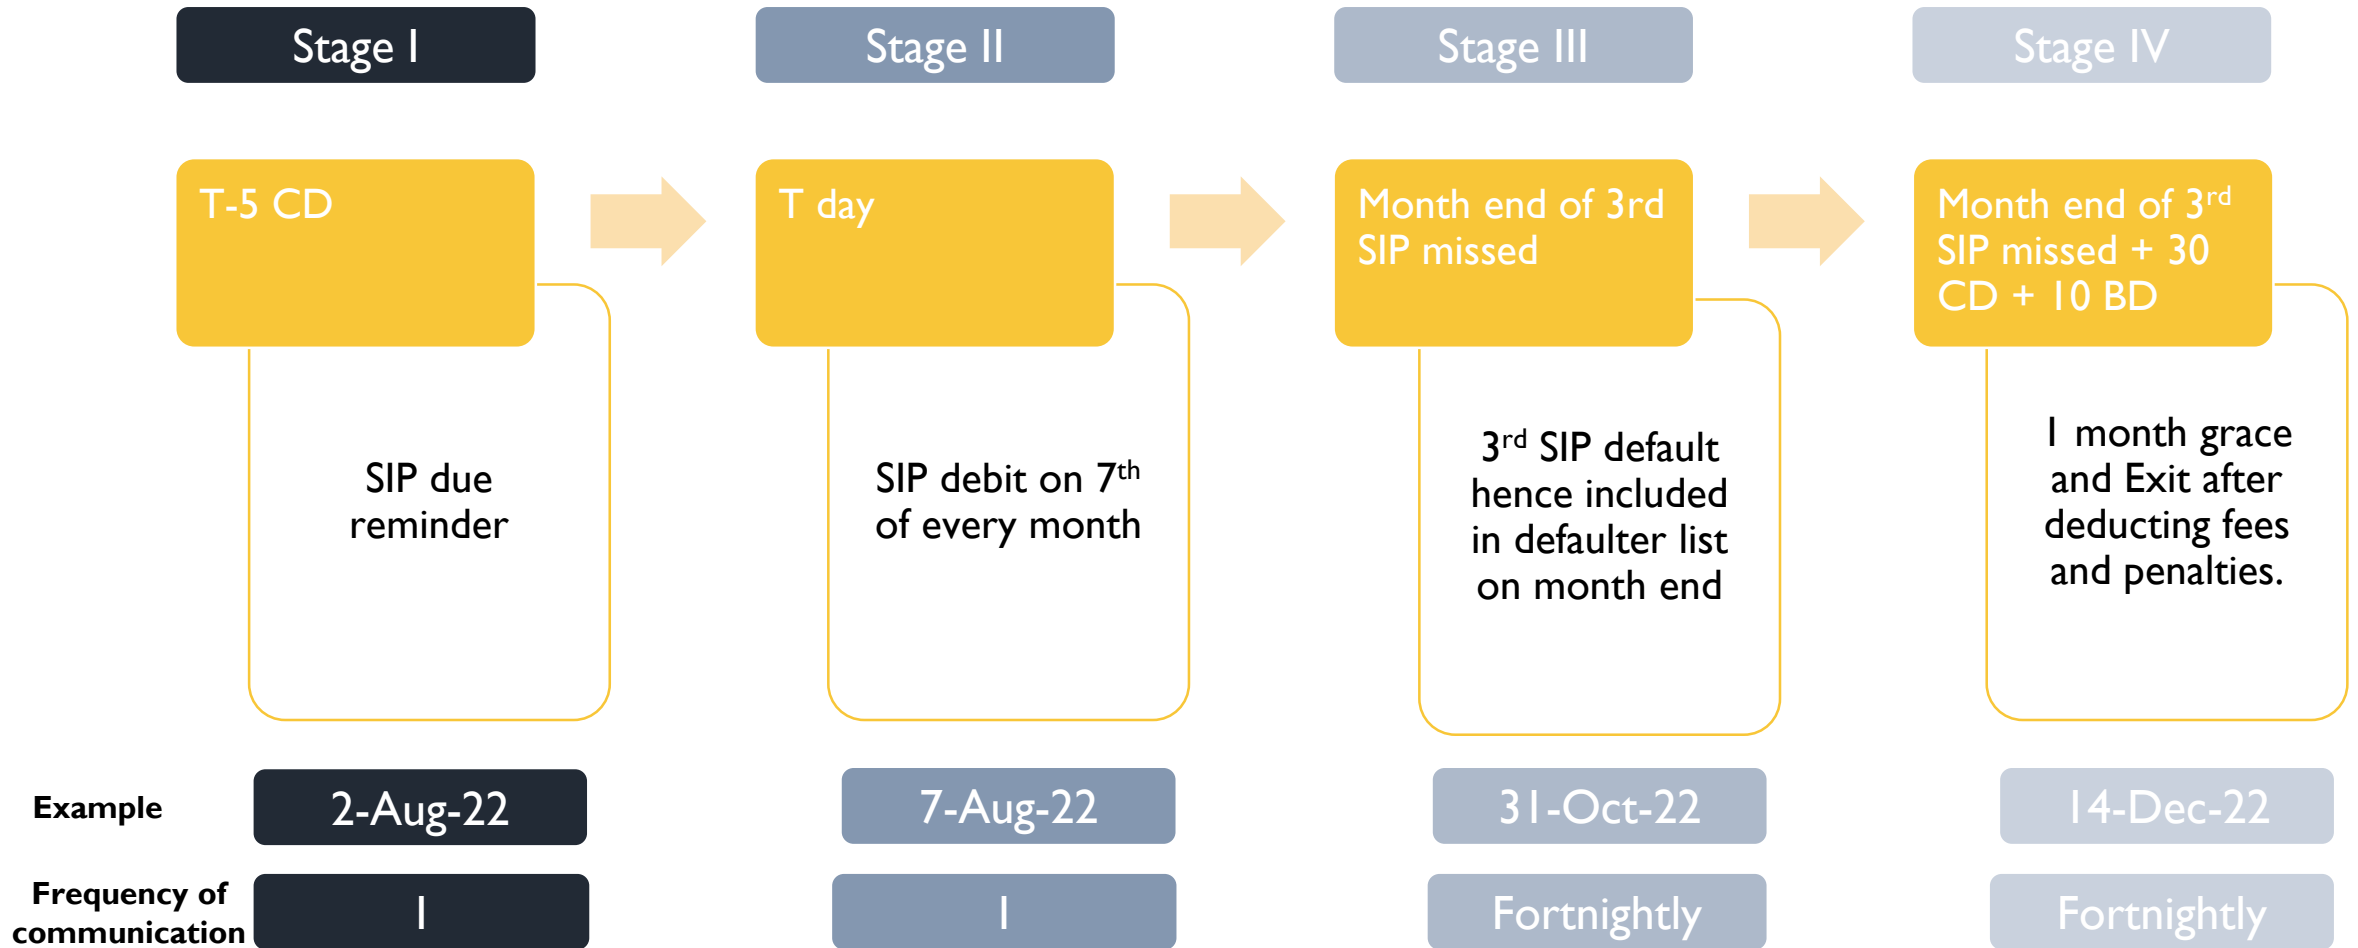 Stage I
Stage II
Stage III
Stage IV
T-5 CD
T day
Month end of 3rd
SIP missed
Month end of 3rd
SIP missed + 30
CD + 10 BD
SIP due
reminder
SIP debit on 7th
of every month
3rd SIP default
hence included
in defaulter list
on month end
1 month grace
and Exit after
deducting fees
and penalties.
Example
2-Aug-22
7-Aug-22
31-Oct-22
14-Dec-22
Frequency of
communication
1
1
Fortnightly
Fortnightly